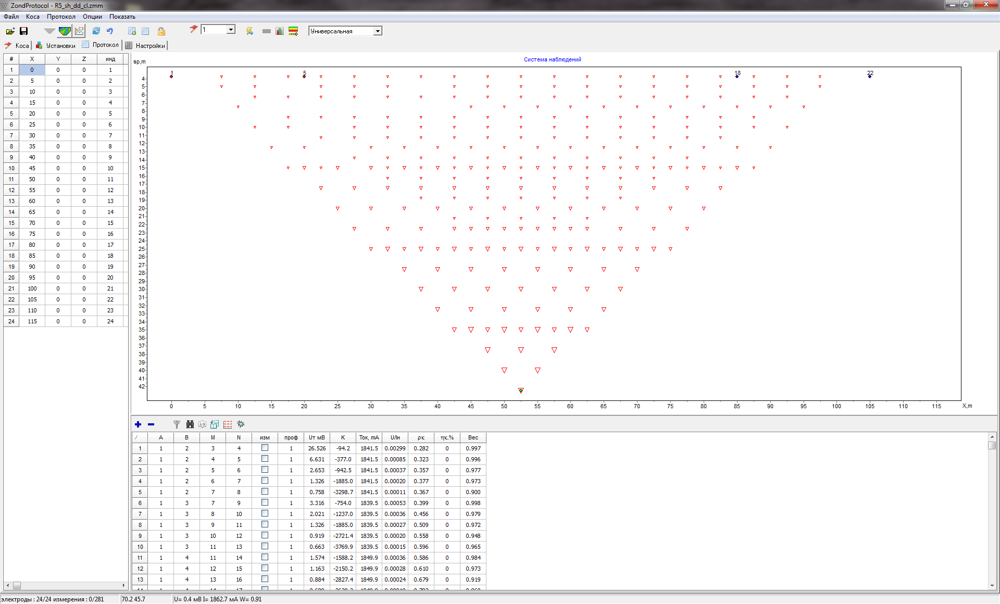 ZondProtocol - R5_sh_dd_cl.zmm
Файл Коса Протокол Опции Показать
1 Универсальная
Коса Установки Протокол Настройки
# X Y Z инд
1 0 0 0 1
2 5 0 0 2
3 10 0 0 3
4 15 0 0 4
5 20 0 0 5
6 25 0 0 6
7 30 0 0 7
8 35 0 0 8
9 40 0 0 9
10 45 0 0 10
11 50 0 0 11
12 55 0 0 12
13 60 0 0 13
14 65 0 0 14
15 70 0 0 15
16 75 0 0 16
17 80 0 0 17
18 85 0 0 18
19 90 0 0 19
20 95 0 0 20
21 100 0 0 21
22 105 0 0 22
23 110 0 0 23
24 115 0 0 24
Система наблюдений
sp,m
1 5 18 22
4
5
6
7
8
9
10
11
12
13
14
15
16
17
18
19
20
21
22
23
24
25
26
27
28
29
30
31
32
33
34
35
36
37
38
39
40
41
42
0 5 10 15 20 25 30 35 40 45 50 55 60 65 70 75 80 85 90 95 100 105 110 115 X,m
/ A B M N изм проф Uт мВ K Ток, mA U/Iн ρк ηк.% Вес
1 1 2 3 4 1 26.526 -94.2 1841.5 0.00299 0.282 0 0.997
2 1 2 4 5 1 6.631 -377.0 1841.5 0.00085 0.323 0 0.996
3 1 2 5 6 1 2.653 -942.5 1841.5 0.00037 0.357 0 0.977
4 1 2 6 7 1 1.326 -1885.0 1841.5 0.00020 0.377 0 0.973
5 1 2 7 8 1 0.758 -3298.7 1841.5 0.00011 0.367 0 0.900
6 1 3 7 9 1 3.316 -754.0 1839.5 0.00053 0.399 0 0.998
7 1 3 8 10 1 2.021 -1237.0 1839.5 0.00036 0.456 0 0.979
8 1 3 9 11 1 1.326 -1885.0 1839.5 0.00027 0.509 0 0.972
9 1 3 10 12 1 0.919 -2721.4 1839.5 0.00020 0.558 0 0.948
10 1 3 11 13 1 0.663 -3769.9 1839.5 0.00015 0.596 0 0.965
11 1 4 11 14 1 1.574 -1588.2 1849.9 0.00036 0.586 0 0.984
12 1 4 12 15 1 1.163 -2150.2 1849.9 0.00028 0.610 0 0.973
13 1 4 13 16 1 0.884 -2827.4 1849.9 0.00024 0.679 0 0.919
электроды : 24/24 измерения : 0/281 70.2 45.7 U= 0.4 мВ I= 1862.7 мА W= 0.91